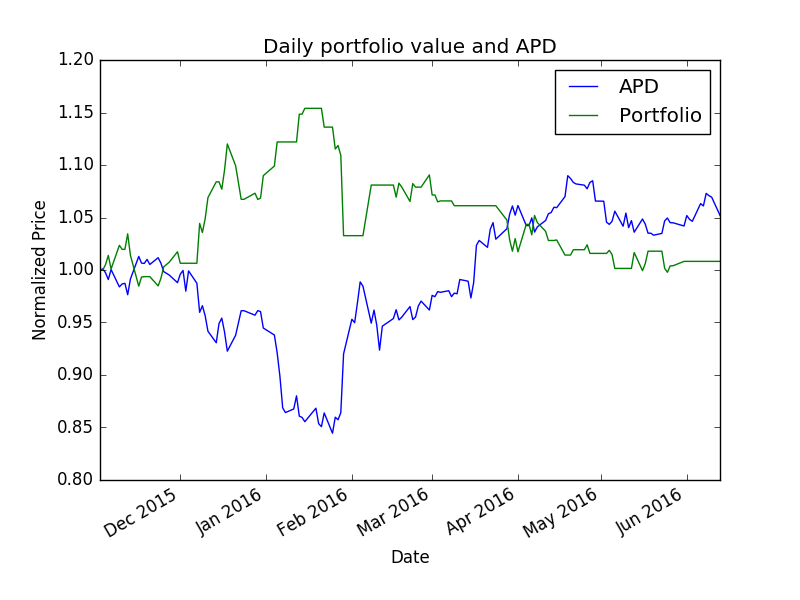 Daily portfolio value and APD
1.20
1.15
1.10
1.05
1.00
0.95
0.90
0.85
0.80
Normalized Price
APD
Portfolio
Dec 2015
Jan 2016
Feb 2016
Mar 2016
Apr 2016
May 2016
Jun 2016
Date